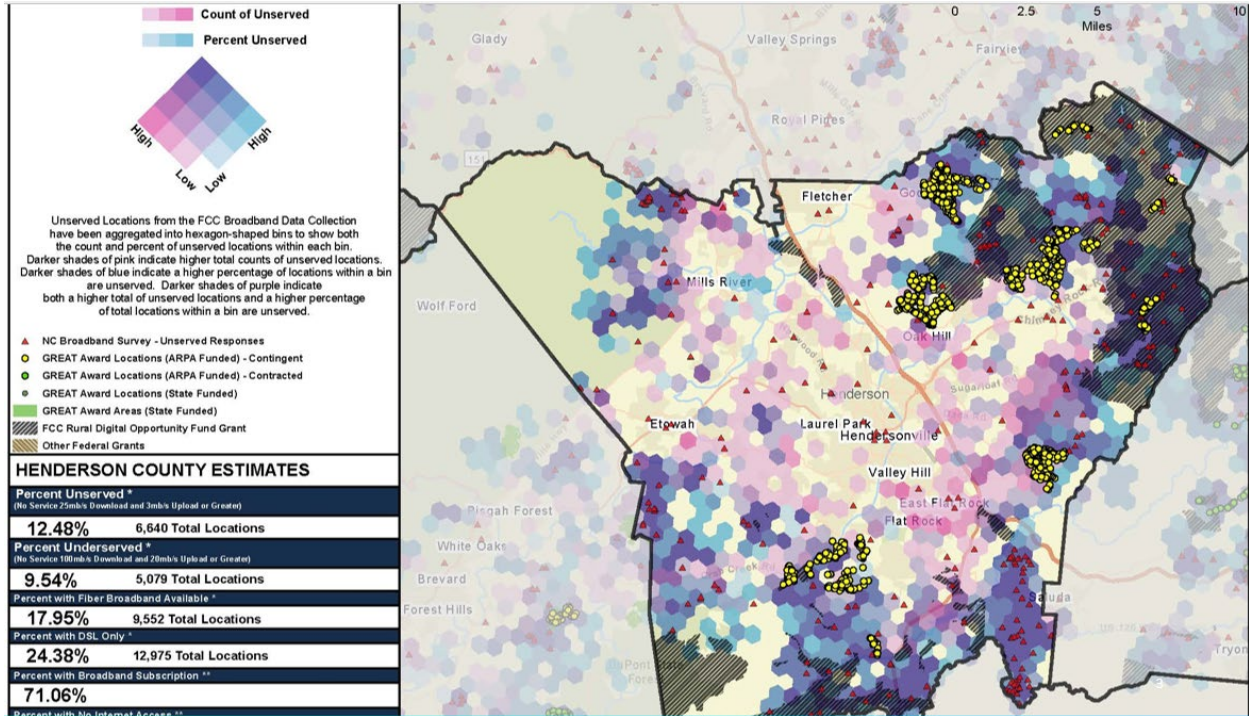 Count of Unserved
Percent Unserved
High
High
Low
Low
Unserved Locations from the FCC Broadband Data Collection
have been aggregated into hexagon-shaped bins to show both
the count and percent of unserved locations within each bin.
Darker shades of pink indicate higher total counts of unserved locations.
Darker shades of blue indicate a higher percentage of locations within a bin
are unserved. Darker shades of purple indicate
both a higher total of unserved locations and a higher percentage
of total locations within a bin are unserved.
NC Broadband Survey - Unserved Responses
GREAT Award Locations (ARPA Funded) - Contingent
GREAT Award Locations (ARPA Funded) - Contracted
GREAT Award Locations (State Funded)
GREAT Award Areas (State Funded)
FCC Rural Digital Opportunity Fund Grant
Other Federal Grants
HENDERSON COUNTY ESTIMATES
Percent Unserved *
(No Service 25mb/s Download and 3mb/s Upload or Greater)
12.48% 6,640 Total Locations
Percent Underserved *
(No Service 100mb/s Download and 20mb/s Upload or Greater)
9.54% 5,079 Total Locations
Percent with Fiber Broadband Available *
17.95% 9,552 Total Locations
Percent with DSL Only *
24.38% 12,975 Total Locations
Percent with Broadband Subscription **
71.06%
Percent with No Internet Access **
0 2.5 5 10
Miles
Glady
Valley Springs
Fairview
Royal Pines
151
Fletcher
Mills River
Wolf Ford
Oak Hill
Henderson
Etowah
Laurel Park
Hendersonville
Valley Hill
East Flat Rock
Flat Rock
Pisgah Forest
White Oaks
Brevard
Forest Hills
Saluda
Tryon
DuPont State
Forest